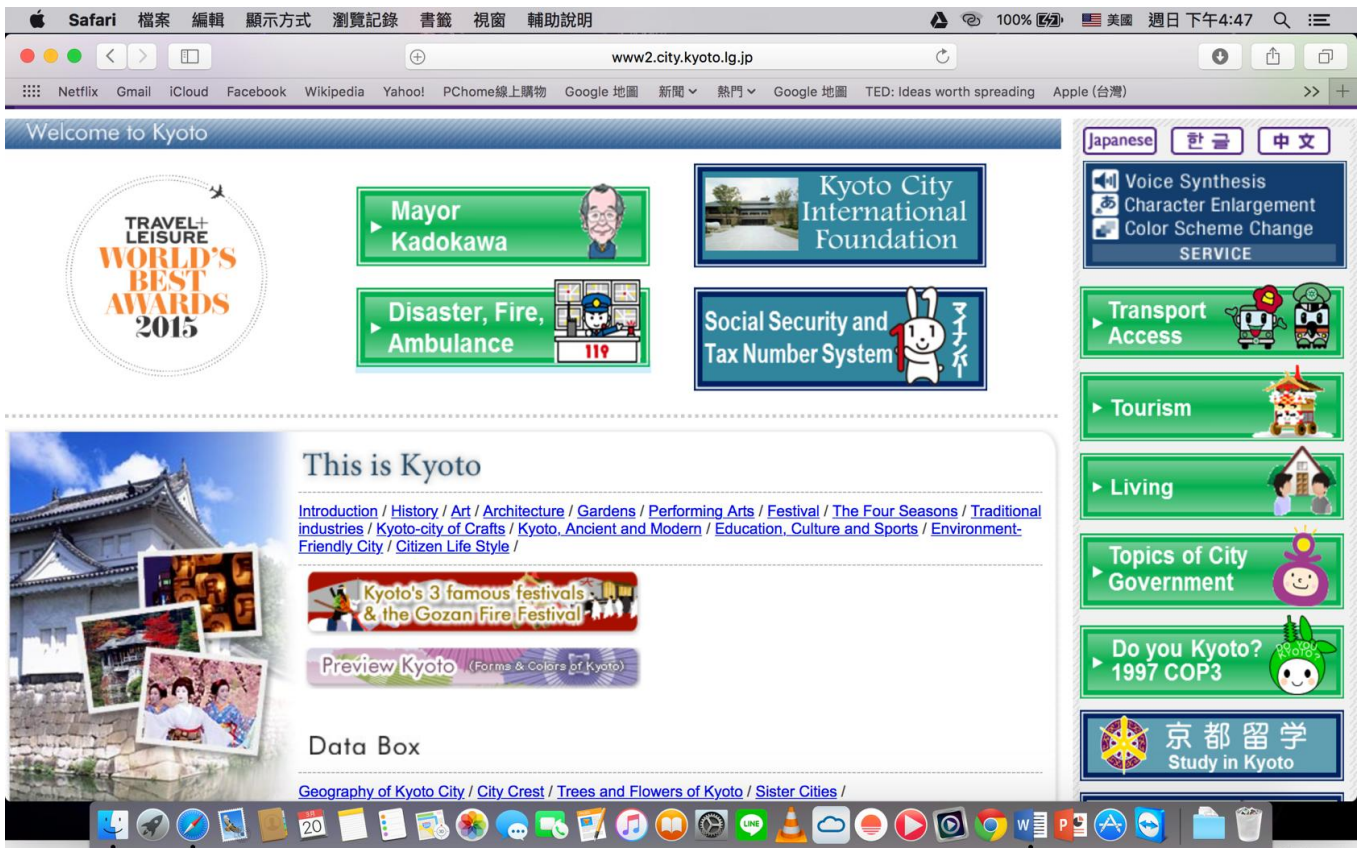 Safari 檔案 編輯 顯示方式 瀏覽記錄 書籤 視窗 輔助說明 100% 美國 週日 下午4:47
www2.city.kyoto.lg.jp
Netflix Gmail iCloud Facebook Wikipedia Yahoo! PChome線上購物 Google 地圖 新聞 熱門 Google 地圖 TED: Ideas worth spreading Apple (台灣) >> +
Welcome to Kyoto
TRAVEL+
LEISURE
WORLD'S
BEST
AWARDS
2015
Mayor
Kadokawa
Kyoto City
International
Foundation
Disaster, Fire,
Ambulance
119
Social Security and
Tax Number System
1
マイナンバー
Japanese 한글 中文
Voice Synthesis
あ Character Enlargement
Color Scheme Change
SERVICE
Transport
Access
Tourism
Living
Topics of City
Government
Do you Kyoto?
1997 COP3
DO YOU
KYOTO?
京都留学
Study in Kyoto
This is Kyoto
Introduction / History / Art / Architecture / Gardens / Performing Arts / Festival / The Four Seasons / Traditional
industries / Kyoto-city of Crafts / Kyoto, Ancient and Modern / Education, Culture and Sports / Environment-
Friendly City / Citizen Life Style /
Kyoto's 3 famous festivals
& the Gozan Fire Festival
Preview Kyoto (Forms & Colors of Kyoto)
Data Box
Geography of Kyoto City / City Crest / Trees and Flowers of Kyoto / Sister Cities /
20
LINE
W
P